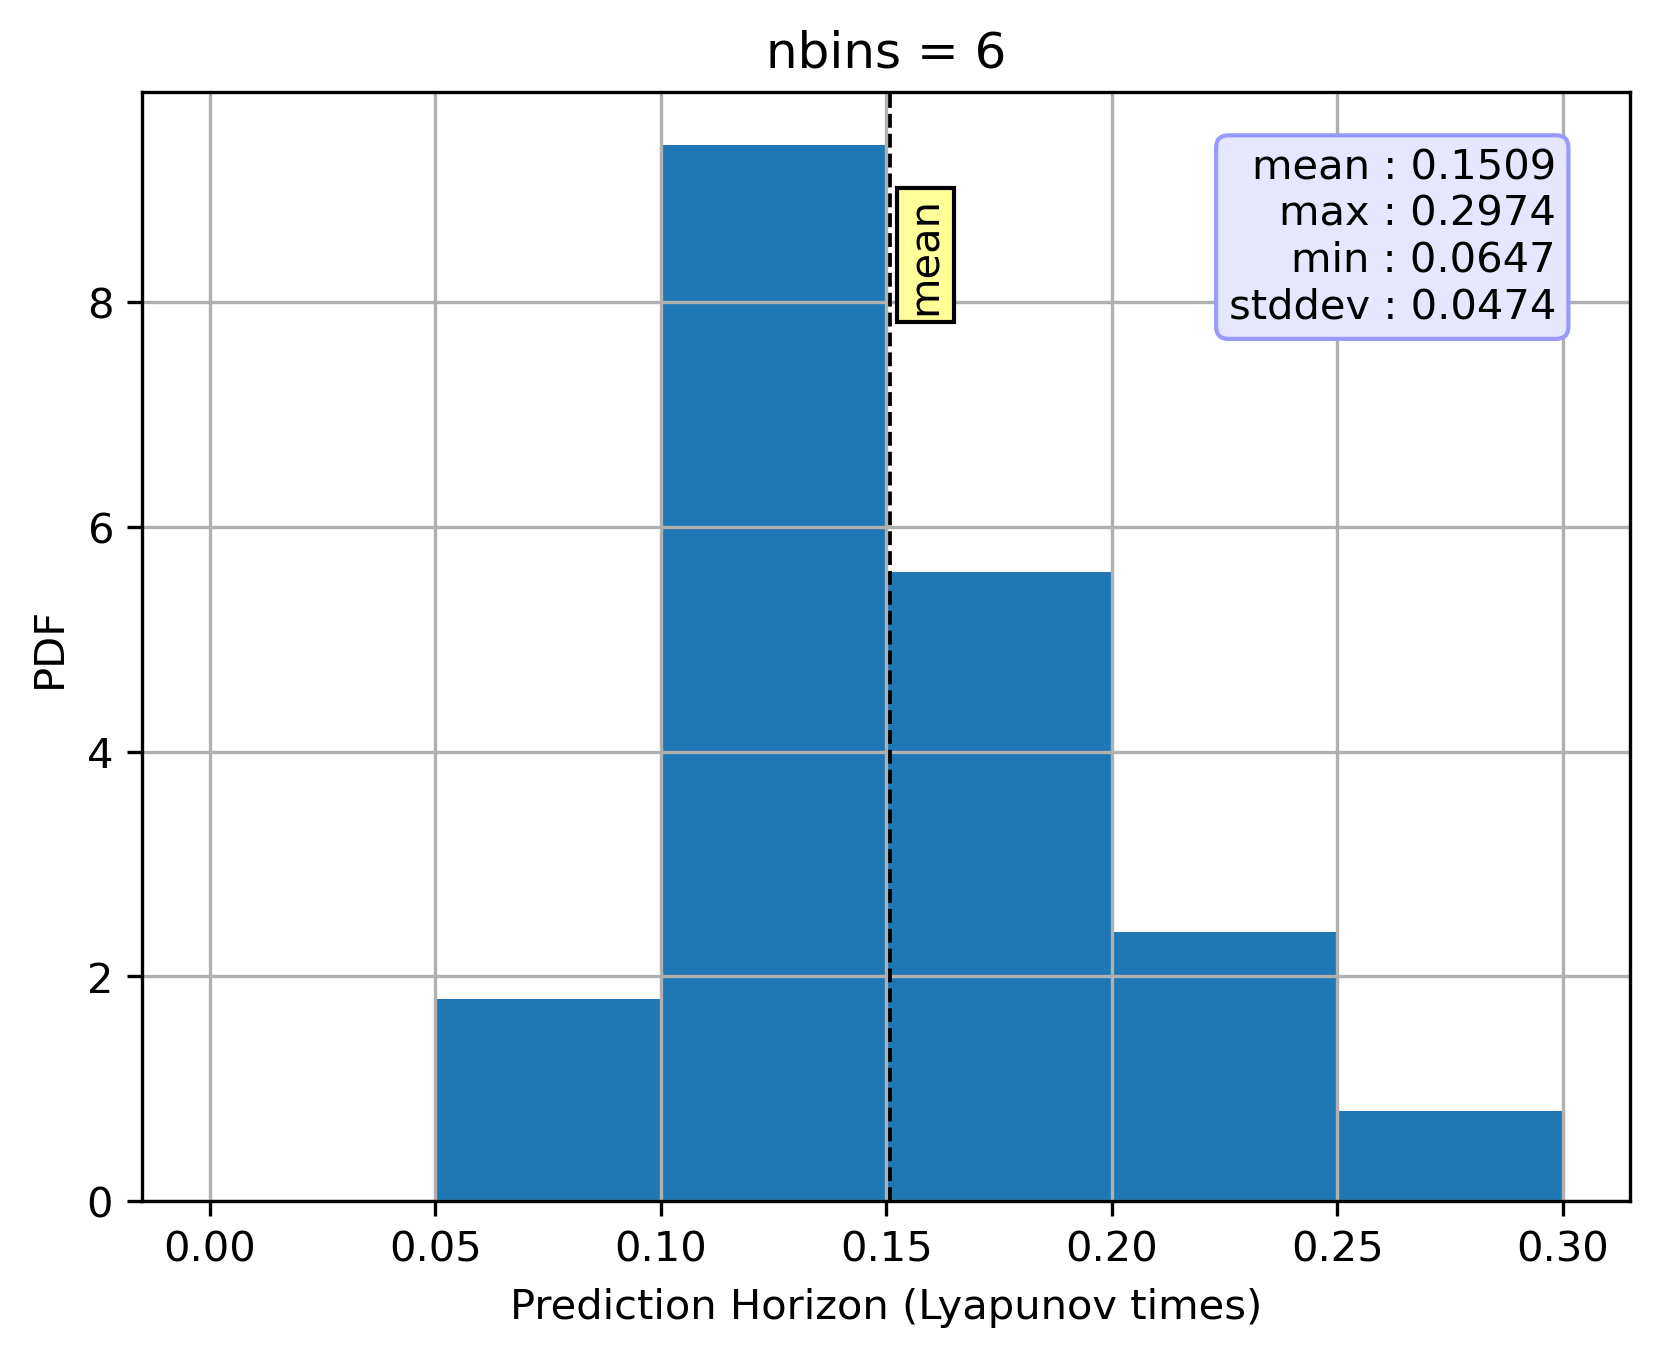 nbins = 6
mean : 0.1509
max : 0.2974
min : 0.0647
stddev : 0.0474
mean
PDF
8
6
4
2
0
0.00 0.05 0.10 0.15 0.20 0.25 0.30
Prediction Horizon (Lyapunov times)